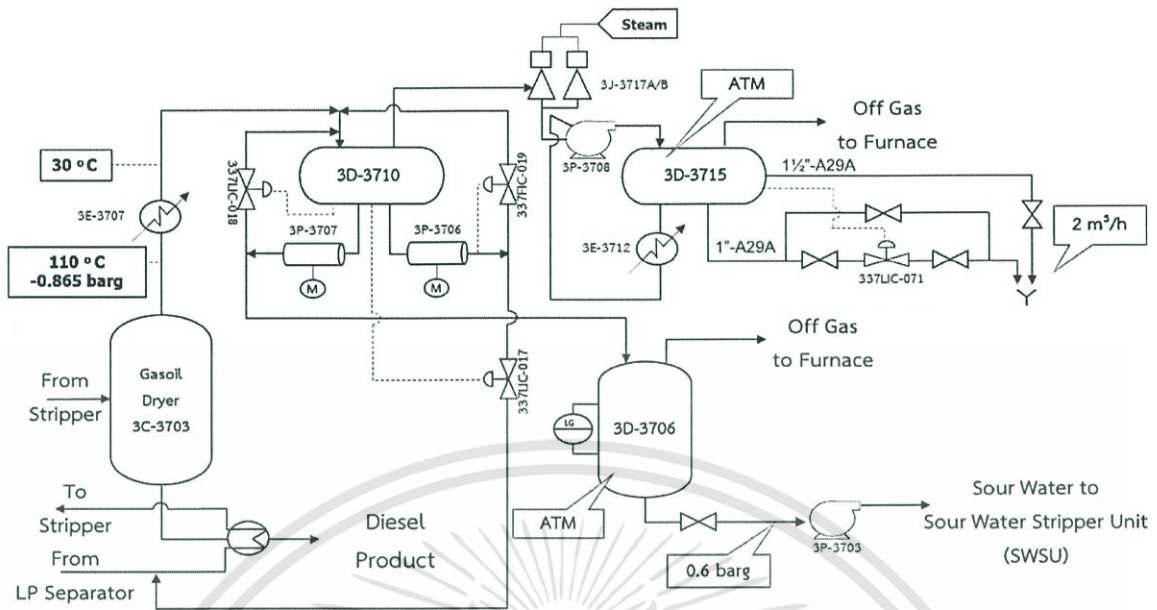 Steam
3J-3717A/B
ATM
Off Gas
to Furnace
1½"-A29A
30 °C
337LIC-018
3D-3710
337FIC-019
3P-3708
3D-3715
3E-3707
3P-3707
3P-3706
3E-3712
1"-A29A
2 m³/h
110 °C
-0.865 barg
M
M
337LIC-071
Off Gas
to Furnace
337LIC-017
From
Stripper
Gasoil
Dryer
3C-3703
LG
3D-3706
To
Stripper
From
LP Separator
Diesel
Product
ATM
0.6 barg
3P-3703
Sour Water to
Sour Water Stripper Unit
(SWSU)